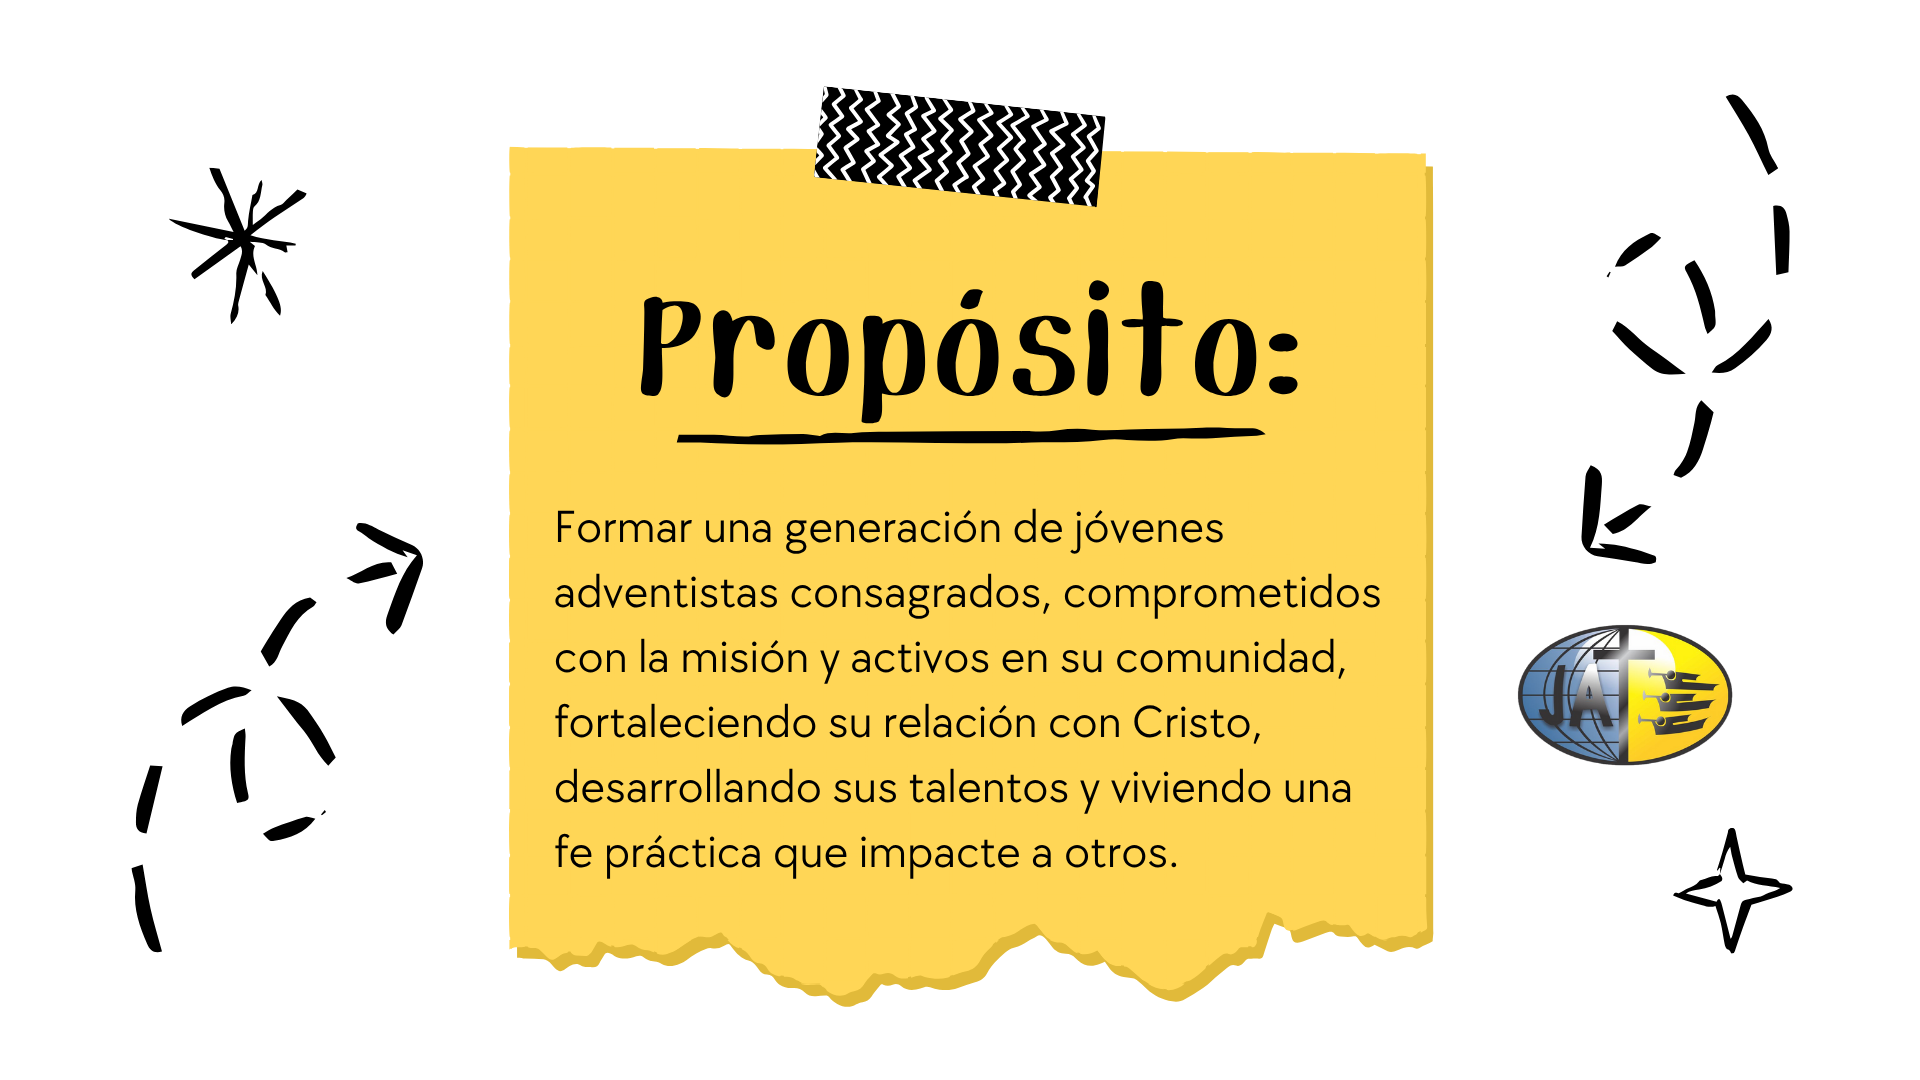 Propósito:
Formar una generación de jóvenes
adventistas consagrados, comprometidos
con la misión y activos en su comunidad,
fortaleciendo su relación con Cristo,
desarrollando sus talentos y viviendo una
fe práctica que impacte a otros.
JA
4